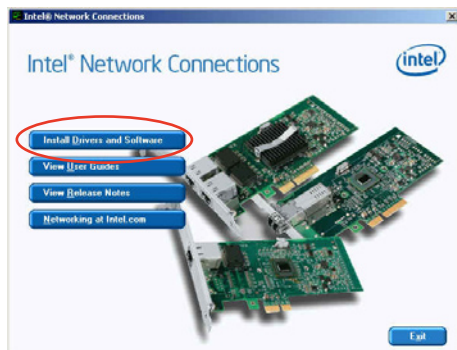 Intel® Network Connections
Intel® Network Connections
intel
Install Drivers and Software
View User Guides
View Release Notes
Networking at Intel.com
Exit